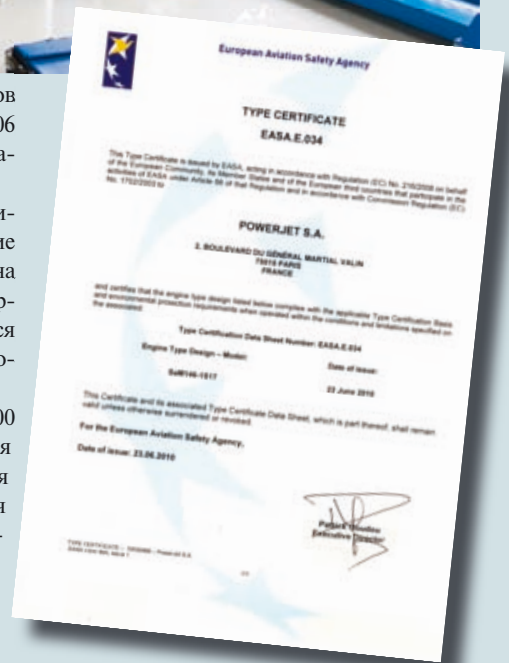 ов
06
а-
и-
ие
на
р-
ся
о-
00
я
я
я
-
European Aviation Safety Agency
TYPE CERTIFICATE
EASA.E.034
This Type Certificate is issued by EASA, acting in accordance with Regulation (EC) No. 216/2008 on behalf
of the European Community, its Member States and of the European third countries that participate in the
activities of EASA under Article 66 of that Regulation and in accordance with Commission Regulation (EC)
No. 1702/2003 to
POWERJET S.A.
2, BOULEVARD DU GÉNÉRAL MARTIAL VALIN
75015 PARIS
FRANCE
and certifies that the engine type design listed below complies with the applicable Type Certification Basis
and environmental protection requirements when operated within the conditions and limitations specified on
the associated
Type Certification Data Sheet Number: EASA.E.034
Engine Type Design – Model: Date of issue:
SaM146-1S17 23 June 2010
This Certificate and its associated Type Certificate Data Sheet, which is part thereof, shall remain
valid unless otherwise surrendered or revoked.
For the European Aviation Safety Agency,
Date of issue: 23.06.2010
Executive Director